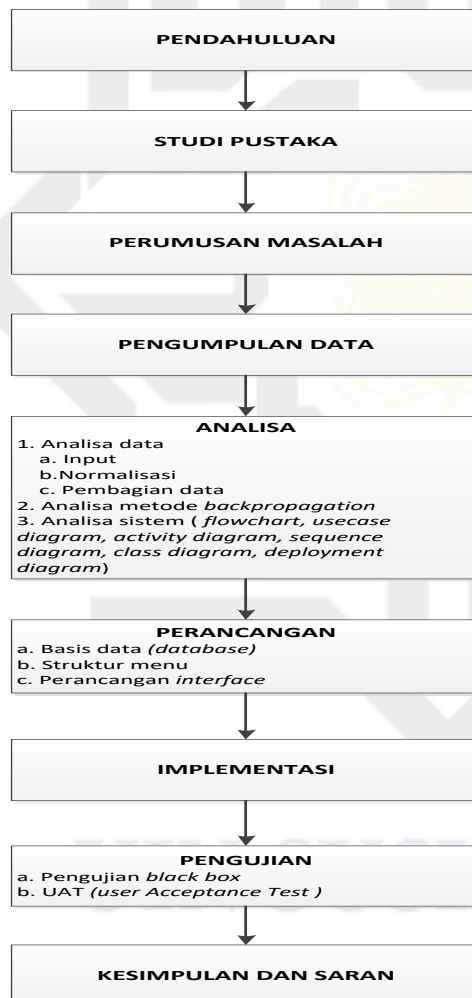 PENDAHULUAN
STUDI PUSTAKA
PERUMUSAN MASALAH
PENGUMPULAN DATA
ANALISA
1. Analisa data
a. Input
b.Normalisasi
c. Pembagian data
2. Analisa metode backpropagation
3. Analisa sistem ( flowchart, usecase
diagram, activity diagram, sequence
diagram, class diagram, deployment
diagram)
PERANCANGAN
a. Basis data (database)
b. Struktur menu
c. Perancangan interface
IMPLEMENTASI
PENGUJIAN
a. Pengujian black box
b. UAT (user Acceptance Test )
KESIMPULAN DAN SARAN